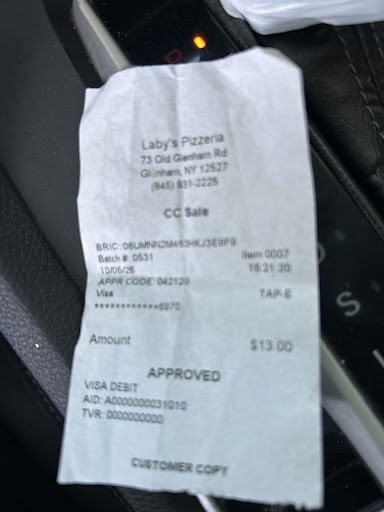 Laby's Pizzeria
73 Old Glenham Rd
Glenham, NY 12527
(845) 831-2225
CC Sale
Batch #: 0531
Item:0007
10/05/25
15:21:20
APPR CODE: 042120
Visa
TAP-E
Amount
$13.00
APPROVED
VISA DEBIT
AID: A0000000031010
TVR: 0000000000
CUSTOMER COPY
S